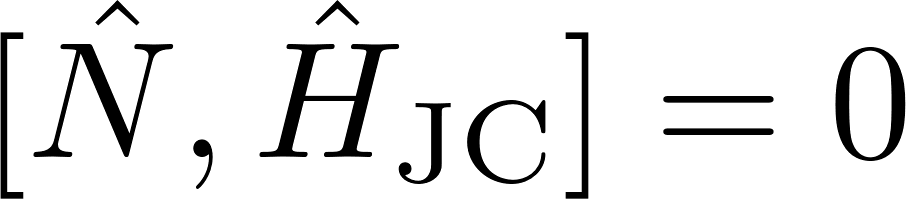 [N̂, Ĥ_JC] = 0